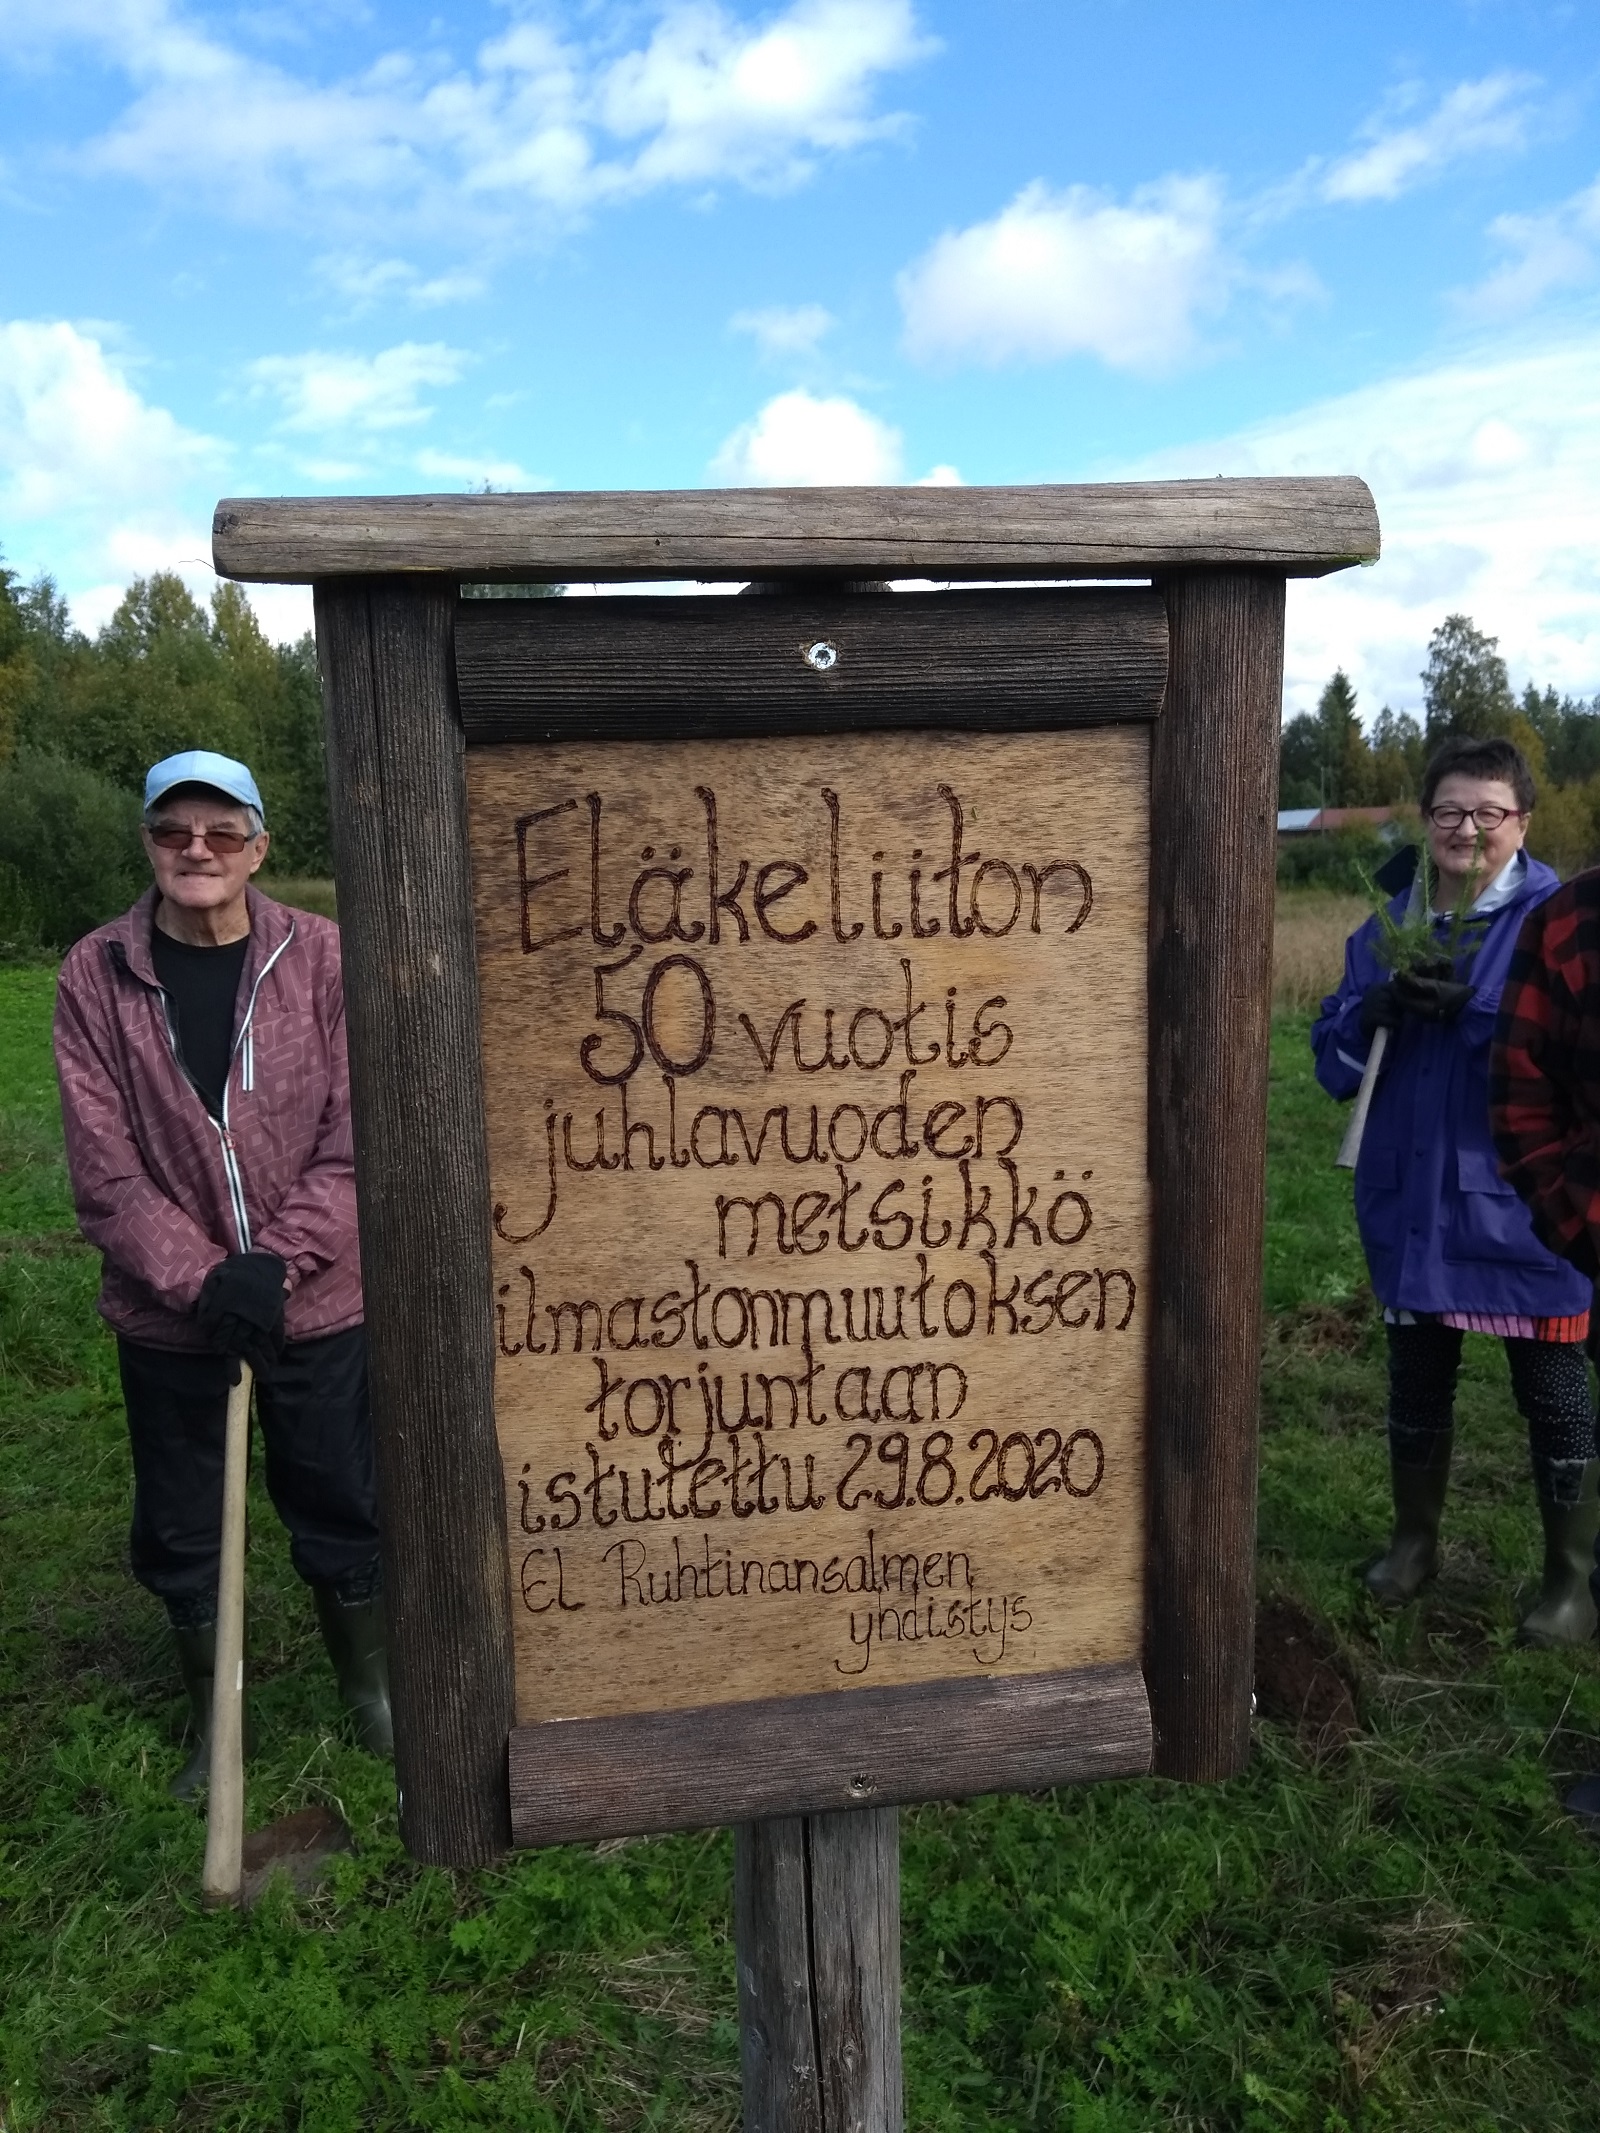 Eläkeliiton
50 vuotis
juhlavuoden
metsikkö
ilmastonmuutoksen
torjuntaan
istutettu 29.8.2020
El Ruhtinansalmen
yhdistys